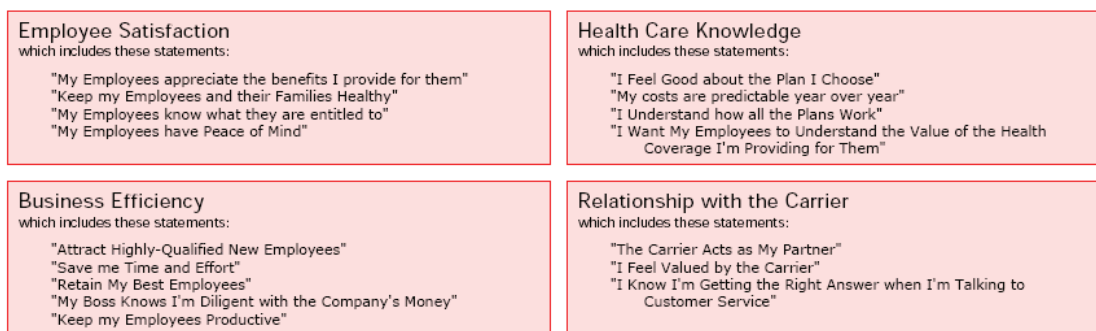 Employee Satisfaction
which includes these statements:
"My Employees appreciate the benefits I provide for them"
"Keep my Employees and their Families Healthy"
"My Employees know what they are entitled to"
"My Employees have Peace of Mind"
Health Care Knowledge
which includes these statements:
"I Feel Good about the Plan I Choose"
"My costs are predictable year over year"
"I Understand how all the Plans Work"
"I Want My Employees to Understand the Value of the Health
Coverage I'm Providing for Them"
Business Efficiency
which includes these statements:
"Attract Highly-Qualified New Employees"
"Save me Time and Effort"
"Retain My Best Employees"
"My Boss Knows I'm Diligent with the Company's Money"
"Keep my Employees Productive"
Relationship with the Carrier
which includes these statements:
"The Carrier Acts as My Partner"
"I Feel Valued by the Carrier"
"I Know I'm Getting the Right Answer when I'm Talking to
Customer Service"